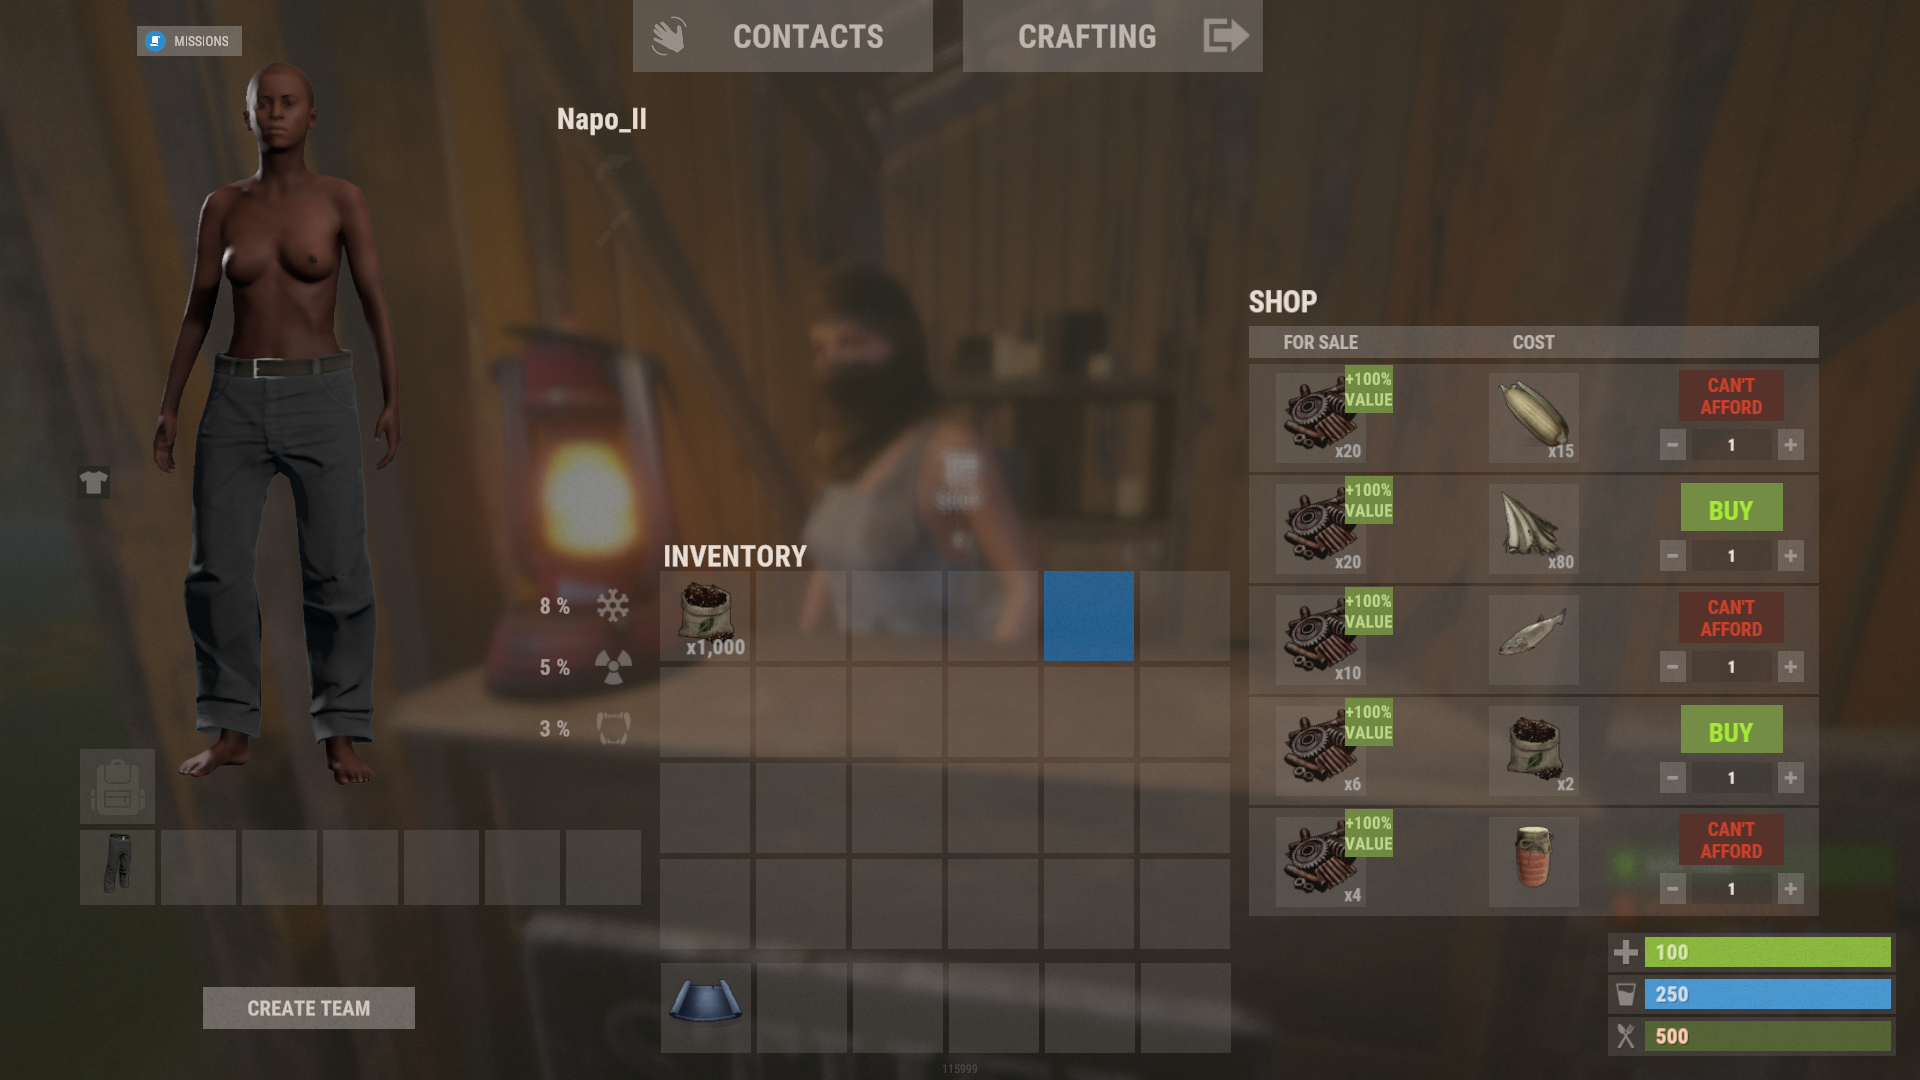 MISSIONS
CONTACTS
CRAFTING
Napo_II
SHOP
FOR SALE
COST
+100%
VALUE
x20
x15
CAN'T
AFFORD
1
+100%
VALUE
x20
x80
BUY
1
+100%
VALUE
x10
CAN'T
AFFORD
1
+100%
VALUE
x6
x2
BUY
1
+100%
VALUE
x4
CAN'T
AFFORD
1
INVENTORY
x1,000
8 %
5 %
3 %
CREATE TEAM
100
250
500
115999